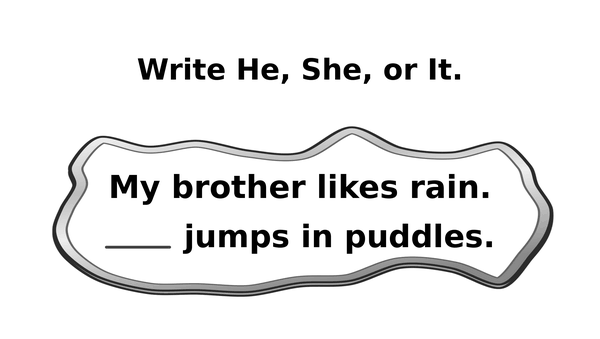 Write He, She, or It.
My brother likes rain.
____ jumps in puddles.